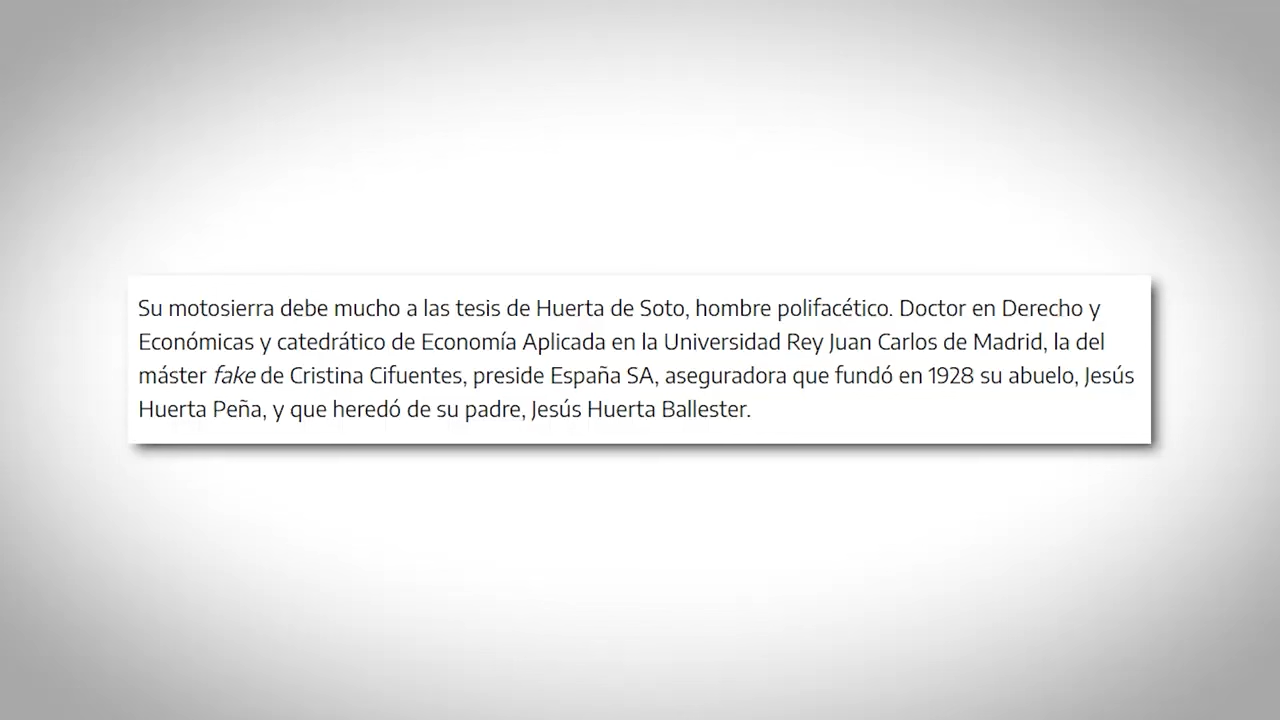 Su motosierra debe mucho a las tesis de Huerta de Soto, hombre polifacético. Doctor en Derecho y
Económicas y catedrático de Economía Aplicada en la Universidad Rey Juan Carlos de Madrid, la del
máster fake de Cristina Cifuentes, preside España SA, aseguradora que fundó en 1928 su abuelo, Jesús
Huerta Peña, y que heredó de su padre, Jesús Huerta Ballester.